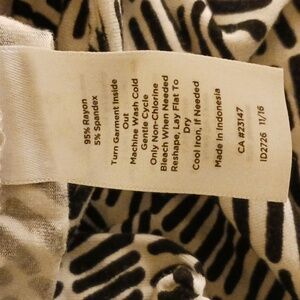 95% Rayon
5% Spandex
Turn Garment Inside
Out
Machine Wash Cold
Gentle Cycle
Only Non-Chlorine
Bleach When Needed
Reshape, Lay Flat To
Dry
Cool Iron, If Needed
Made In Indonesia
CA #23147
ID2726 11/16